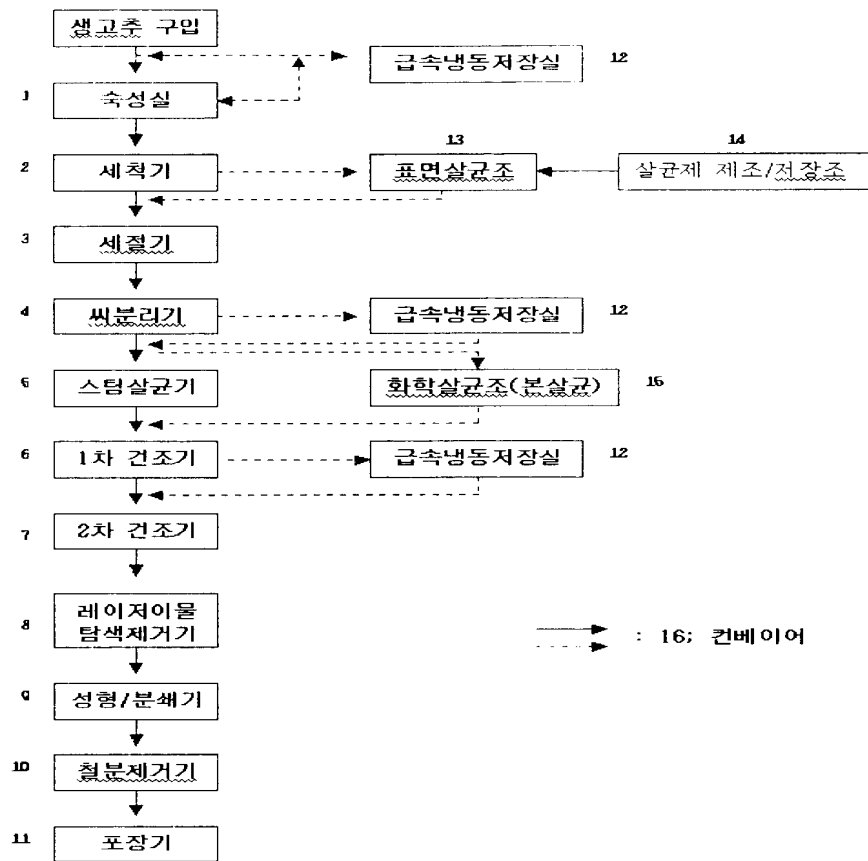 생고추 구입
급속냉동저장실 12
1 숙성실
13 14
2 세척기 표면살균조 살균제 제조/저장조
3 세절기
4 씨분리기 급속냉동저장실 12
5 스팀살균기 화학살균조(본살균) 15
6 1차 건조기 급속냉동저장실 12
7 2차 건조기
8 레이저이물
탐색제거기
: 16; 컨베이어
9 성형/분쇄기
10 철분제거기
11 포장기